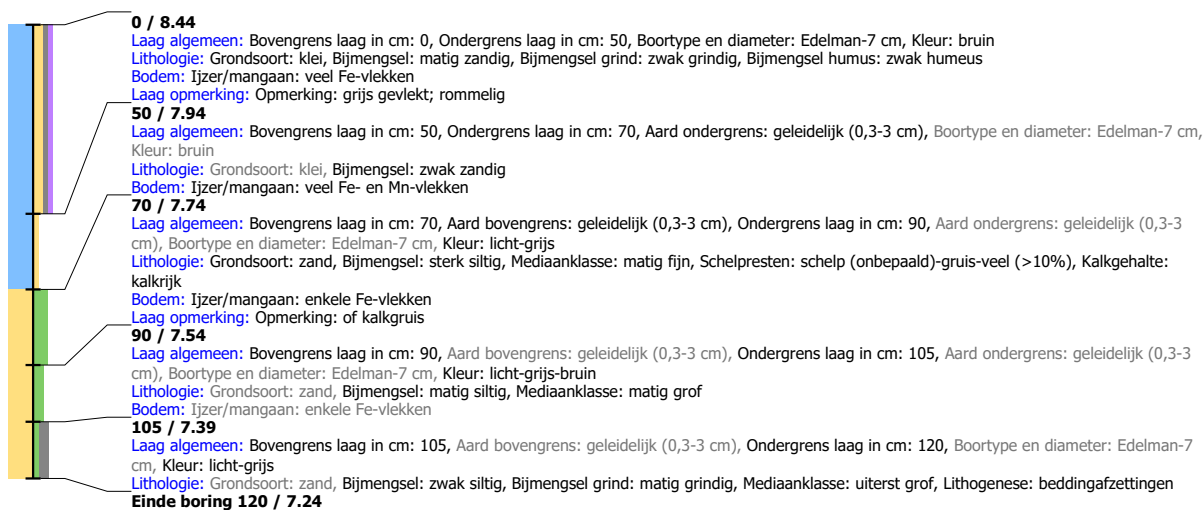 0 / 8.44
Laag algemeen: Bovengrens laag in cm: 0, Ondergrens laag in cm: 50, Boortype en diameter: Edelman-7 cm, Kleur: bruin
Lithologie: Grondsoort: klei, Bijmengsel: matig zandig, Bijmengsel grind: zwak grindig, Bijmengsel humus: zwak humeus
Bodem: Ijzer/mangaan: veel Fe-vlekken
Laag opmerking: Opmerking: grijs gevlekt; rommelig
50 / 7.94
Laag algemeen: Bovengrens laag in cm: 50, Ondergrens laag in cm: 70, Aard ondergrens: geleidelijk (0,3-3 cm), Boortype en diameter: Edelman-7 cm,
Kleur: bruin
Lithologie: Grondsoort: klei, Bijmengsel: zwak zandig
Bodem: Ijzer/mangaan: veel Fe- en Mn-vlekken
70 / 7.74
Laag algemeen: Bovengrens laag in cm: 70, Aard bovengrens: geleidelijk (0,3-3 cm), Ondergrens laag in cm: 90, Aard ondergrens: geleidelijk (0,3-3
cm), Boortype en diameter: Edelman-7 cm, Kleur: licht-grijs
Lithologie: Grondsoort: zand, Bijmengsel: sterk siltig, Mediaanklasse: matig fijn, Schelpresten: schelp (onbepaald)-gruis-veel (>10%), Kalkgehalte:
kalkrijk
Bodem: Ijzer/mangaan: enkele Fe-vlekken
Laag opmerking: Opmerking: of kalkgruis
90 / 7.54
Laag algemeen: Bovengrens laag in cm: 90, Aard bovengrens: geleidelijk (0,3-3 cm), Ondergrens laag in cm: 105, Aard ondergrens: geleidelijk (0,3-3
cm), Boortype en diameter: Edelman-7 cm, Kleur: licht-grijs-bruin
Lithologie: Grondsoort: zand, Bijmengsel: matig siltig, Mediaanklasse: matig grof
Bodem: Ijzer/mangaan: enkele Fe-vlekken
105 / 7.39
Laag algemeen: Bovengrens laag in cm: 105, Aard bovengrens: geleidelijk (0,3-3 cm), Ondergrens laag in cm: 120, Boortype en diameter: Edelman-7
cm, Kleur: licht-grijs
Lithologie: Grondsoort: zand, Bijmengsel: zwak siltig, Bijmengsel grind: matig grindig, Mediaanklasse: uiterst grof, Lithogenese: beddingafzettingen
Einde boring 120 / 7.24